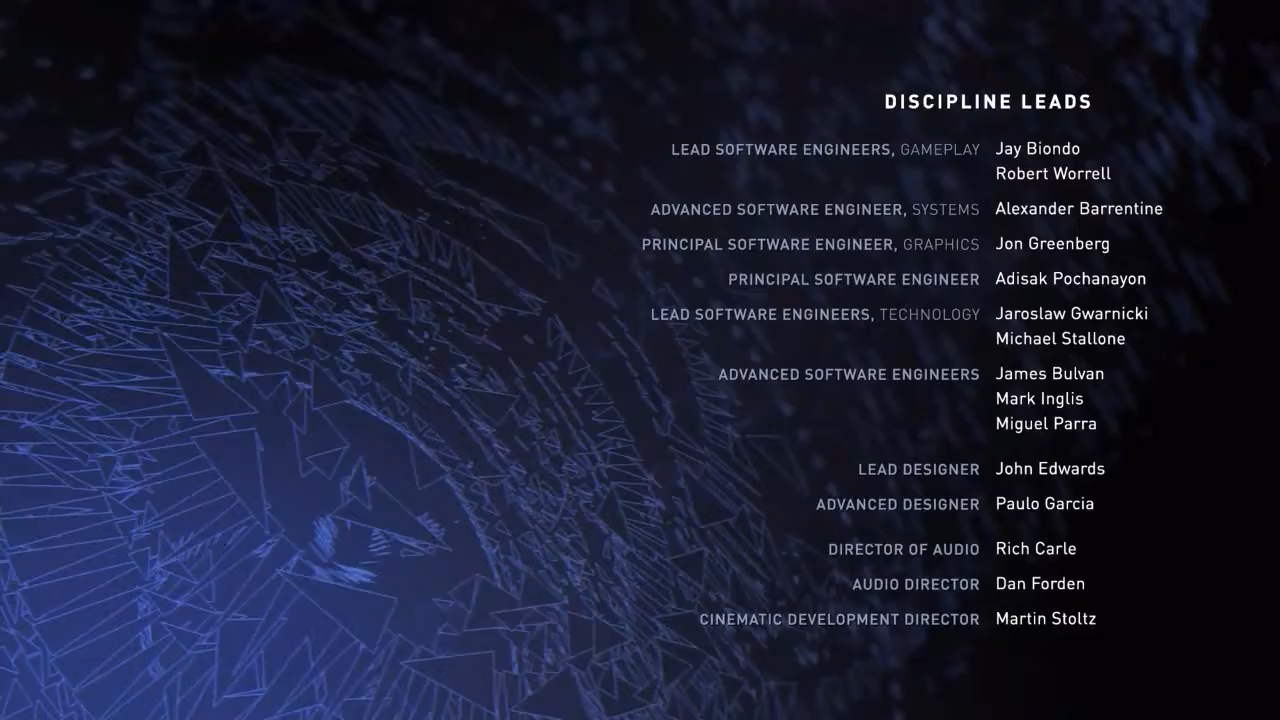 DISCIPLINE LEADS
LEAD SOFTWARE ENGINEERS, GAMEPLAY Jay Biondo
Robert Worrell
ADVANCED SOFTWARE ENGINEER, SYSTEMS Alexander Barrentine
PRINCIPAL SOFTWARE ENGINEER, GRAPHICS Jon Greenberg
PRINCIPAL SOFTWARE ENGINEER Adisak Pochanayon
LEAD SOFTWARE ENGINEERS, TECHNOLOGY Jaroslaw Gwarnicki
Michael Stallone
ADVANCED SOFTWARE ENGINEERS James Bulvan
Mark Inglis
Miguel Parra
LEAD DESIGNER John Edwards
ADVANCED DESIGNER Paulo Garcia
DIRECTOR OF AUDIO Rich Carle
AUDIO DIRECTOR Dan Forden
CINEMATIC DEVELOPMENT DIRECTOR Martin Stoltz